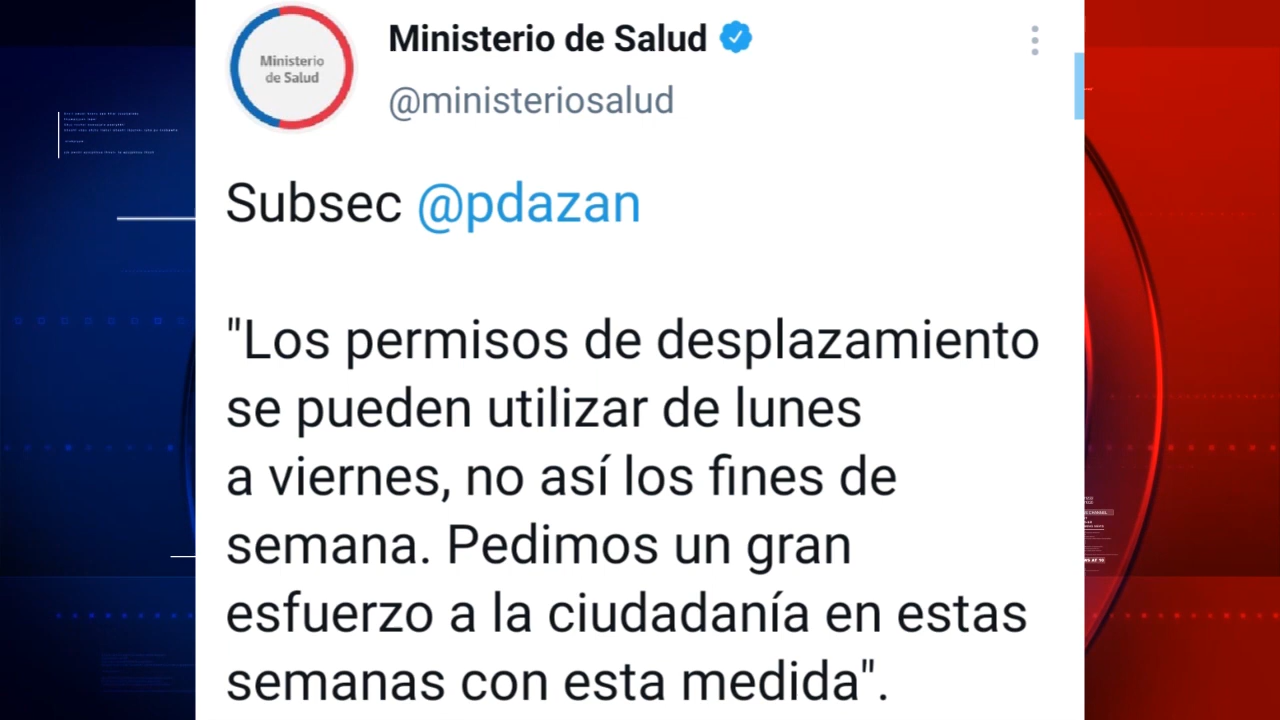 Ministerio
de Salud
Ministerio de Salud
@ministeriosalud
Subsec @pdazan
"Los permisos de desplazamiento
se pueden utilizar de lunes
a viernes, no así los fines de
semana. Pedimos un gran
esfuerzo a la ciudadanía en estas
semanas con esta medida".